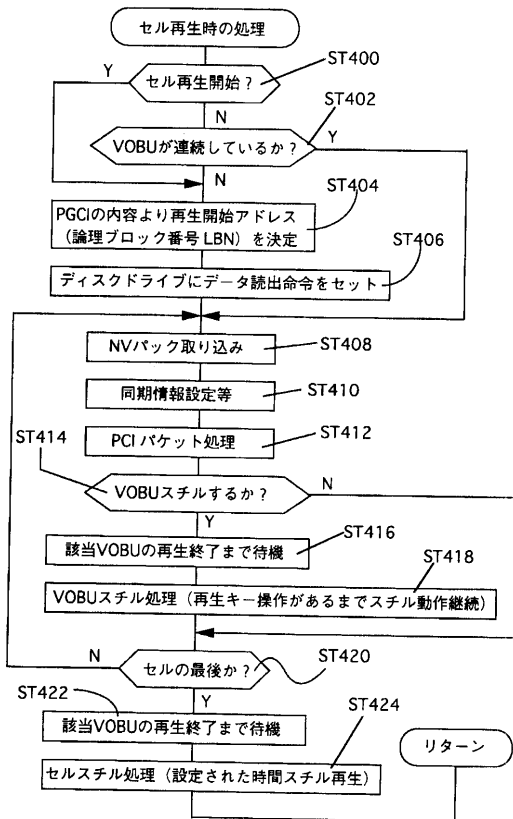 セル再生時の処理
Y
セル再生開始？
ST400
N
ST402
VOBUが連続しているか？
Y
N
ST404
PGCIの内容より再生開始アドレス
（論理ブロック番号 LBN）を決定
ST406
ディスクドライブにデータ読出命令をセット
NVパック取り込み
ST408
同期情報設定等
ST410
ST414
PCI パケット処理
ST412
VOBUスチルするか？
N
Y
ST416
該当VOBUの再生終了まで待機
ST418
VOBUスチル処理（再生キー操作があるまでスチル動作継続）
N
セルの最後か？
ST420
ST422
Y
ST424
該当VOBUの再生終了まで待機
リターン
セルスチル処理（設定された時間スチル再生）